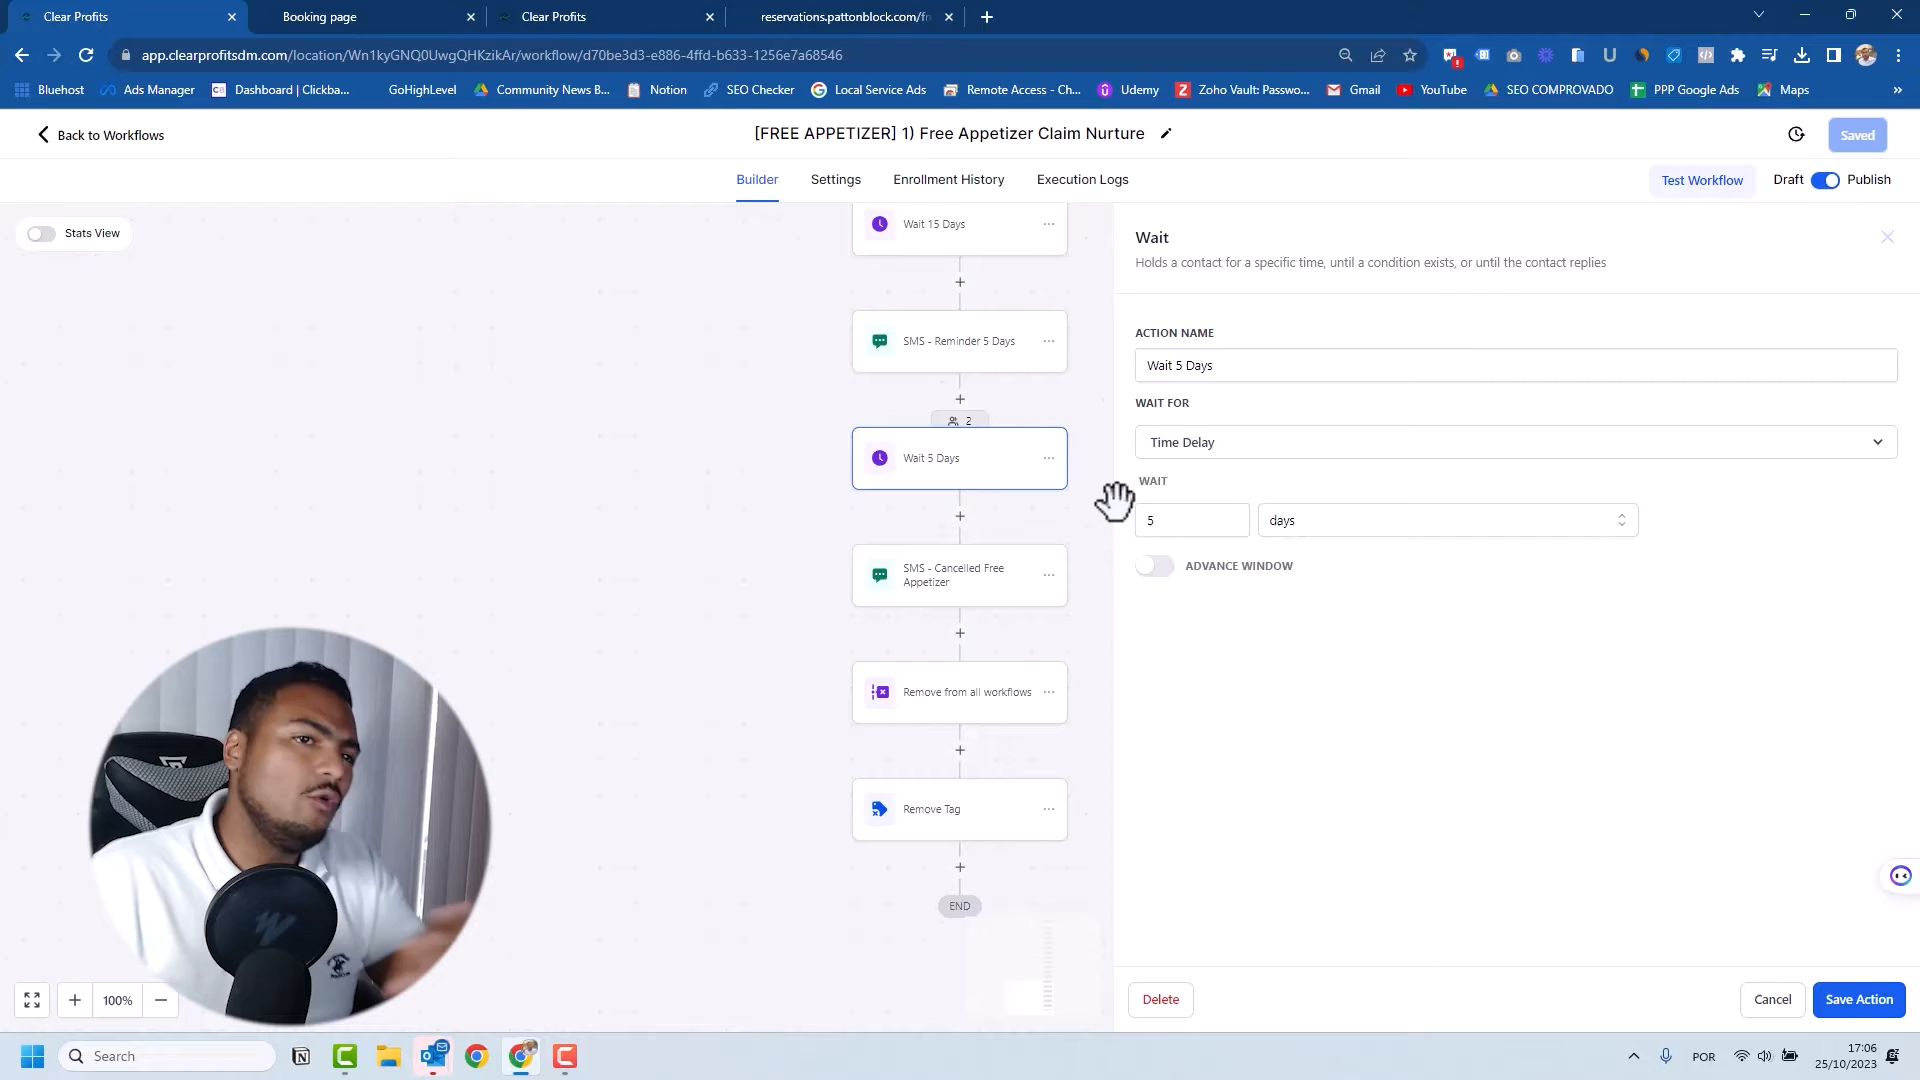 Clear Profits
Booking page
Clear Profits
reservations.pattonblock.com/fr
app.clearprofitsdm.com/location/Wn1kyGNQ0UwgQHKzikAr/workflow/d70be3d3-e886-4ffd-b633-1256e7a68546
Bluehost
Ads Manager
Dashboard | Clickba...
GoHighLevel
Community News B...
Notion
SEO Checker
Local Service Ads
Remote Access - Ch...
Udemy
Zoho Vault: Passwo...
Gmail
YouTube
SEO COMPROVADO
PPP Google Ads
Maps
»
Back to Workflows
[FREE APPETIZER] 1) Free Appetizer Claim Nurture
Saved
Builder
Settings
Enrollment History
Execution Logs
Test Workflow
Draft
Publish
Stats View
Wait 15 Days
SMS - Reminder 5 Days
2
Wait 5 Days
SMS - Cancelled Free
Appetizer
Remove from all workflows
Remove Tag
END
100%
Wait
Holds a contact for a specific time, until a condition exists, or until the contact replies
ACTION NAME
Wait 5 Days
WAIT FOR
Time Delay
WAIT
5
days
ADVANCE WINDOW
Delete
Cancel
Save Action
Search
POR
17:06
25/10/2023